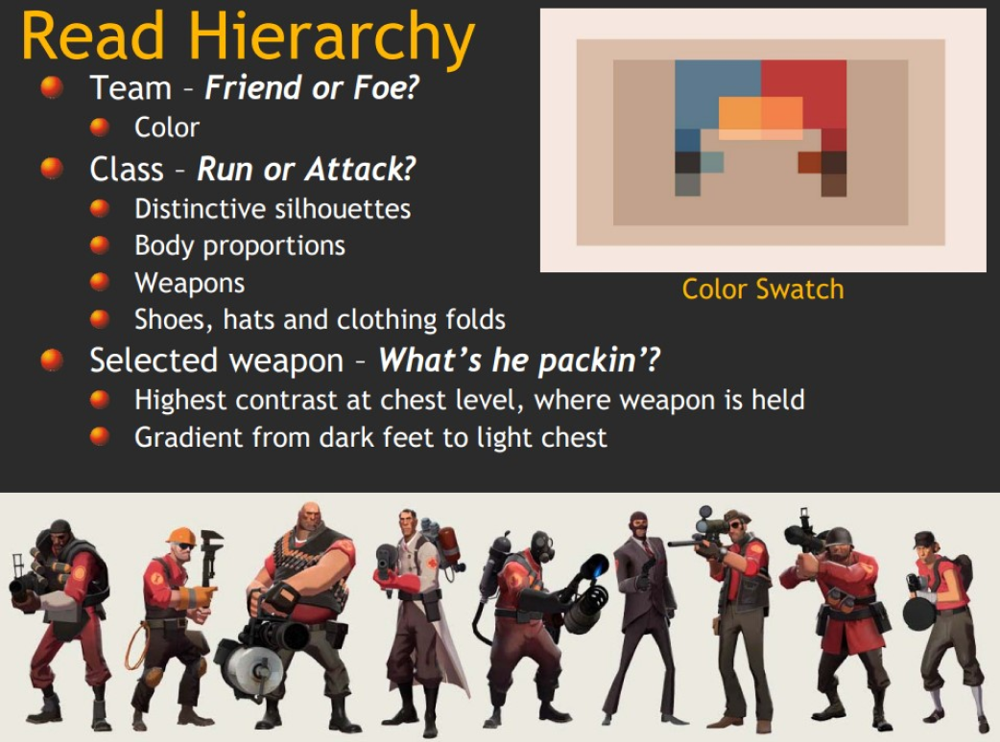 Read Hierarchy
Team – Friend or Foe?
Color
Class – Run or Attack?
Distinctive silhouettes
Body proportions
Weapons
Shoes, hats and clothing folds
Selected weapon – What's he packin'?
Highest contrast at chest level, where weapon is held
Gradient from dark feet to light chest
Color Swatch